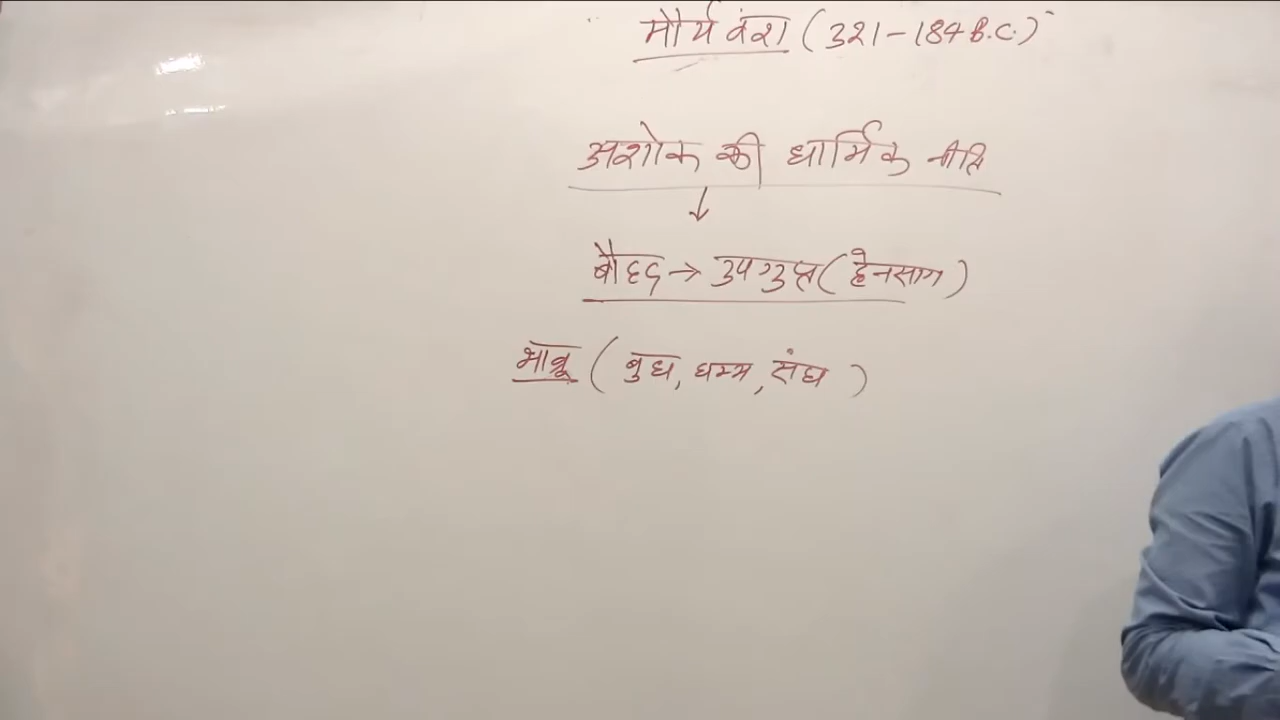 मौर्य वंश (321-184 B.C.)
अशोक की धार्मिक नीति
↓
बौद्द → उपगुप्त (हेनसाग)
भाब्रू (बुध, धम्म, संघ)